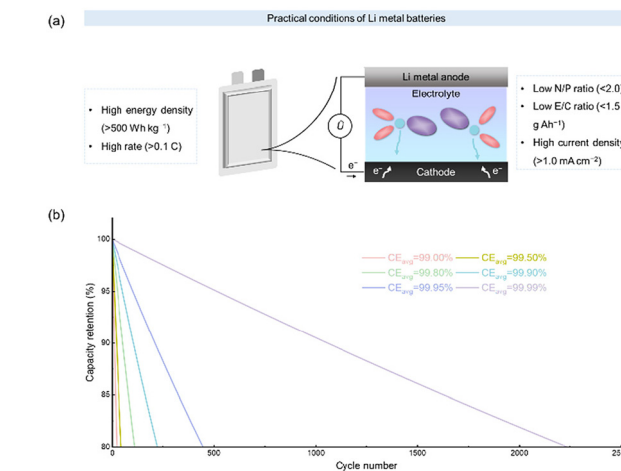 (a)
Practical conditions of Li metal batteries
• High energy density
(>500 Wh kg⁻¹)
• High rate (>0.1 C)
e⁻
Li metal anode
Electrolyte
e⁻
Cathode
e⁻
• Low N/P ratio (<2.0)
• Low E/C ratio (<1.5
g Ah⁻¹)
• High current density
(>1.0 mA cm⁻²)
(b)
Capacity retention (%)
100
95
90
85
80
CEavg=99.00%
CEavg=99.50%
CEavg=99.80%
CEavg=99.90%
CEavg=99.95%
CEavg=99.99%
0
500
1000
1500
2000
Cycle number